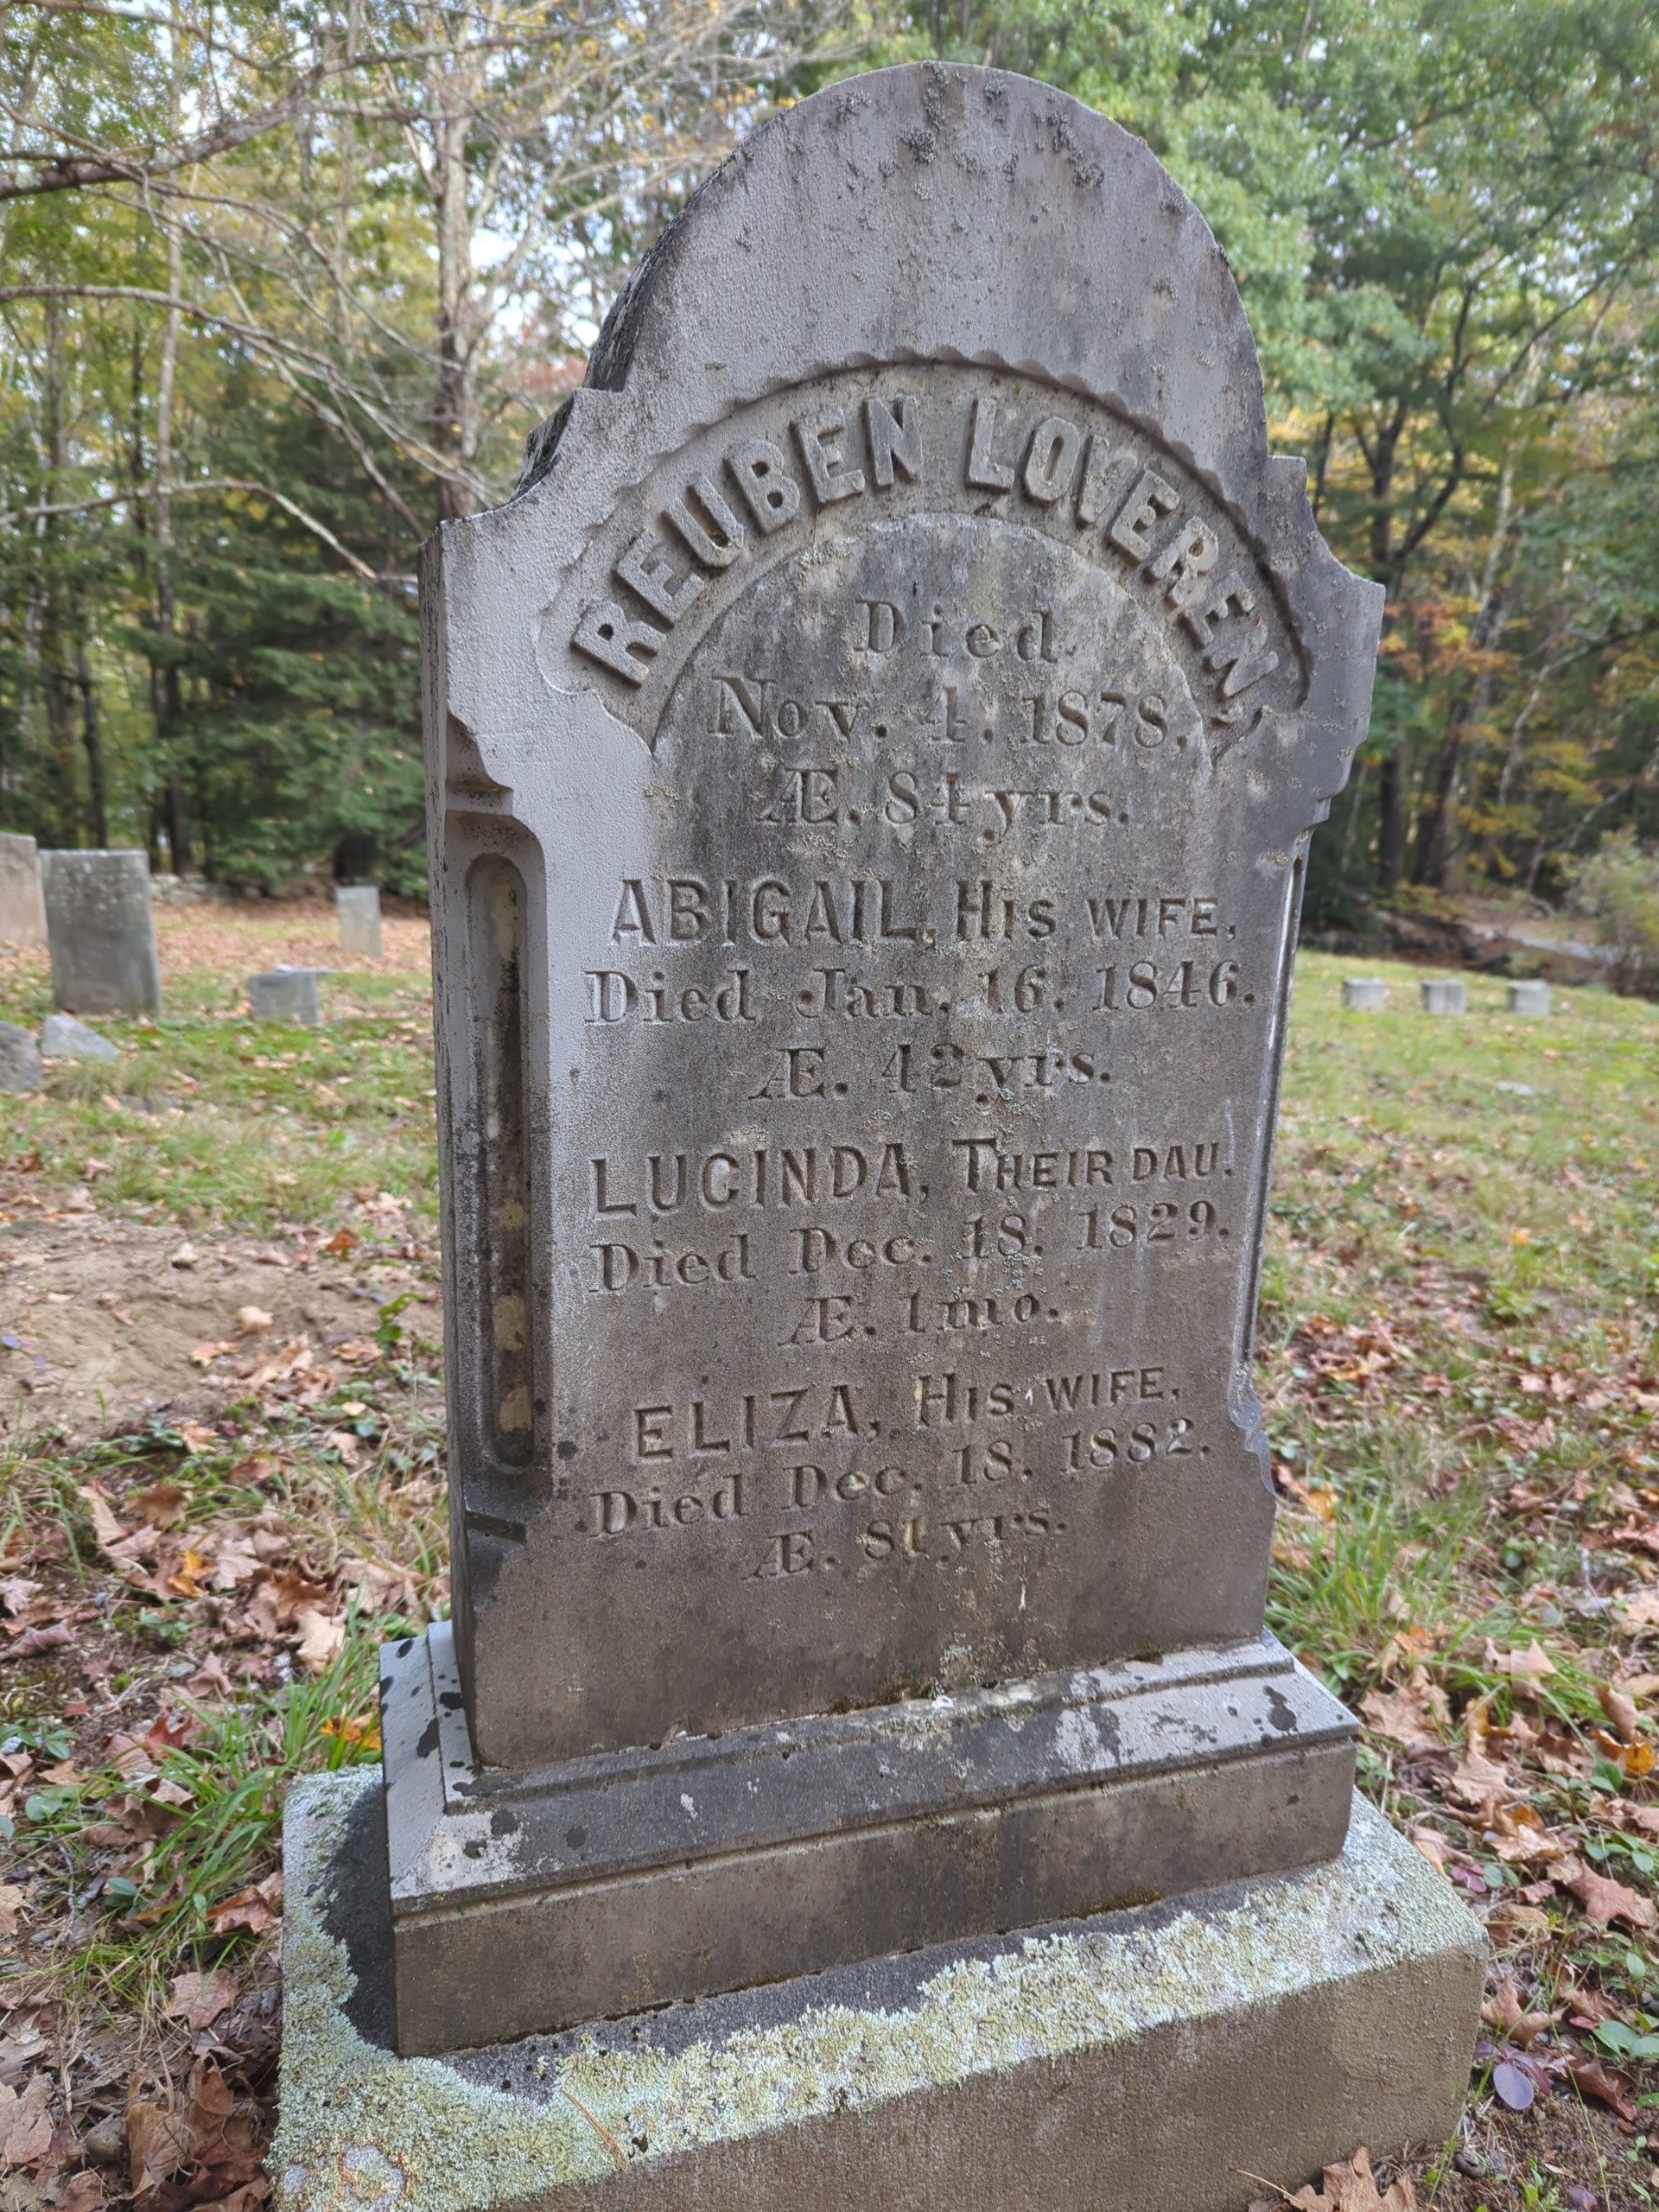 REUBEN LOVEREN,
Died
Nov. 4, 1878.
Æ. 84 yrs.
ABIGAIL, HIS WIFE,
Died Jan. 16, 1846.
Æ. 42 yrs.
LUCINDA, THEIR DAU.
Died Dec. 18, 1829.
Æ. 1 mo.
ELIZA, HIS WIFE,
Died Dec. 18, 1882.
Æ. 81 yrs.